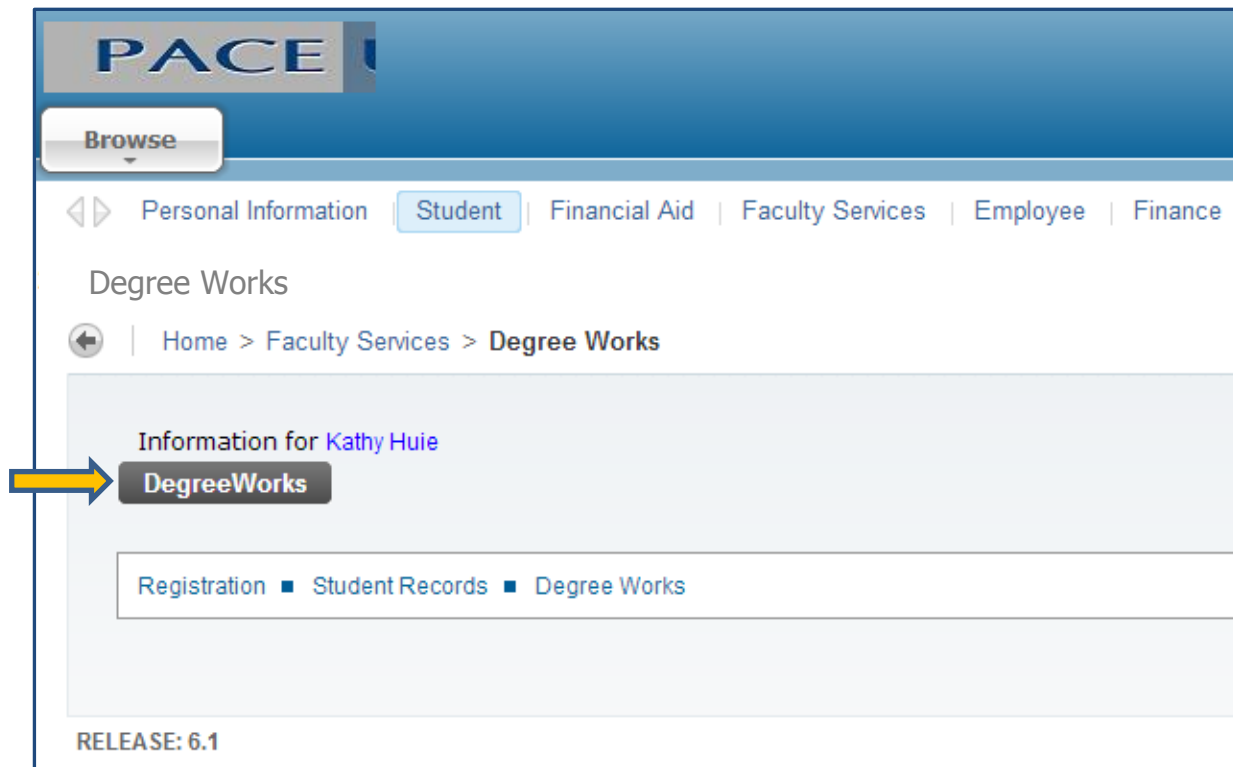 PACE
Browse
Personal Information | Student | Financial Aid | Faculty Services | Employee | Finance
Degree Works
Home > Faculty Services > Degree Works
Information for Kathy Huie
DegreeWorks
Registration ■ Student Records ■ Degree Works
RELEASE: 6.1